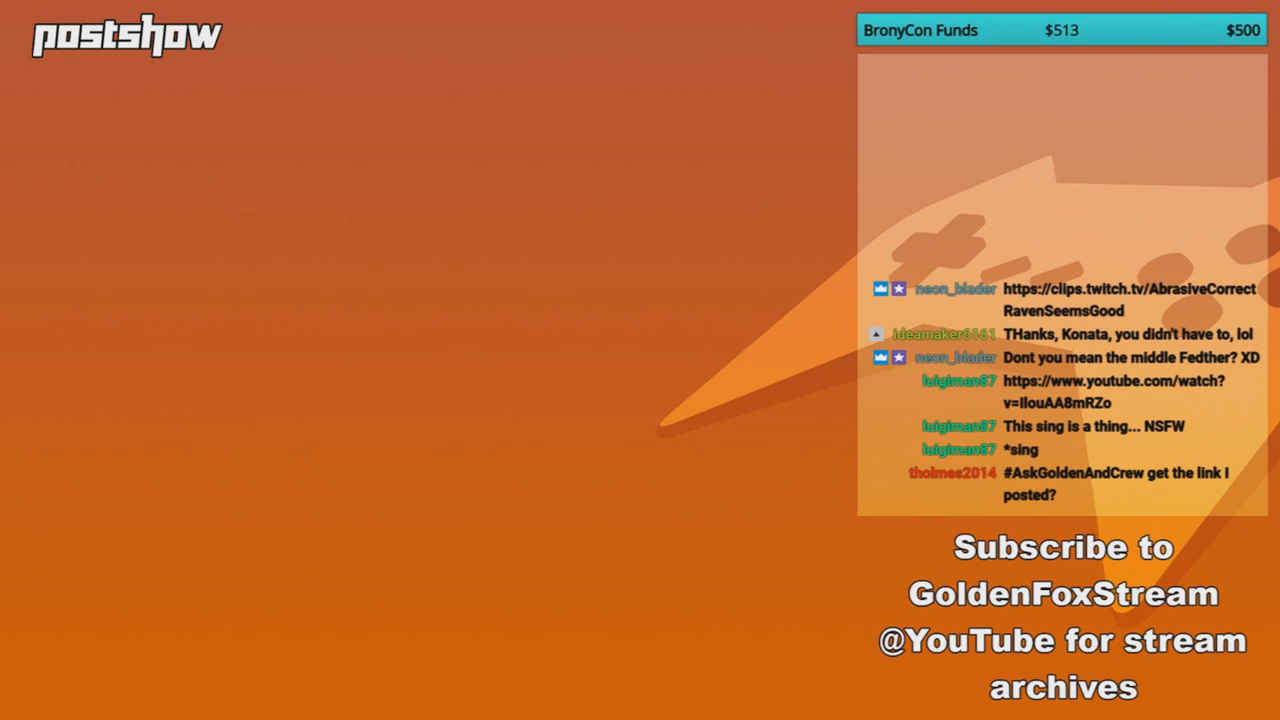 postshow
BronyCon Funds $513 $500
neon_blader https://clips.twitch.tv/AbrasiveCorrect
RavenSeemsGood
ideamaker6161 THanks, Konata, you didn't have to, lol
neon_blader Dont you mean the middle Fedther? XD
luigiman87 https://www.youtube.com/watch?
v=IlouAA8mRZo
luigiman87 This sing is a thing... NSFW
luigiman87 *sing
tholmes2014 #AskGoldenAndCrew get the link I
posted?
Subscribe to
GoldenFoxStream
@YouTube for stream
archives